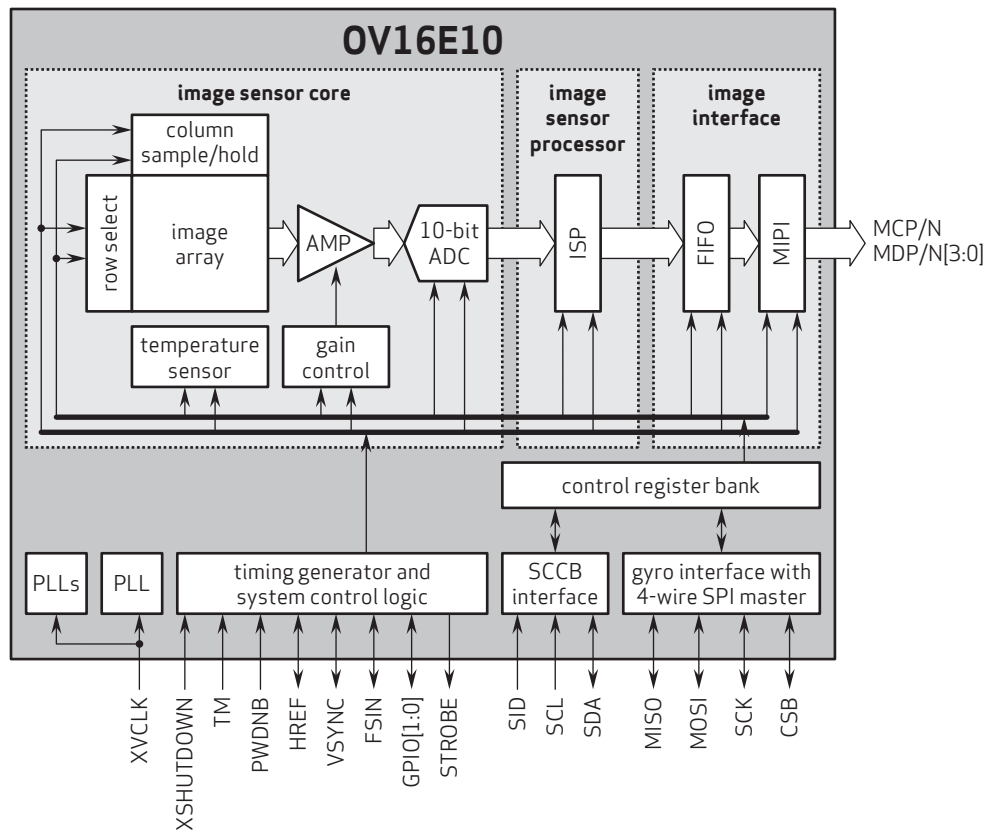 OV16E10
image sensor core
image
sensor
processor
image
interface
column
sample/hold
row select
image
array
AMP
10-bit
ADC
ISP
FIFO
MIPI
MCP/N
MDP/N[3:0]
temperature
sensor
gain
control
control register bank
PLLs
PLL
timing generator and
system control logic
SCCB
interface
gyro interface with
4-wire SPI master
XVCLK
XSHUTDOWN
TM
PWDNB
HREF
VSYNC
FSIN
GPIO[1:0]
STROBE
SID
SCL
SDA
MISO
MOSI
SCK
CSB